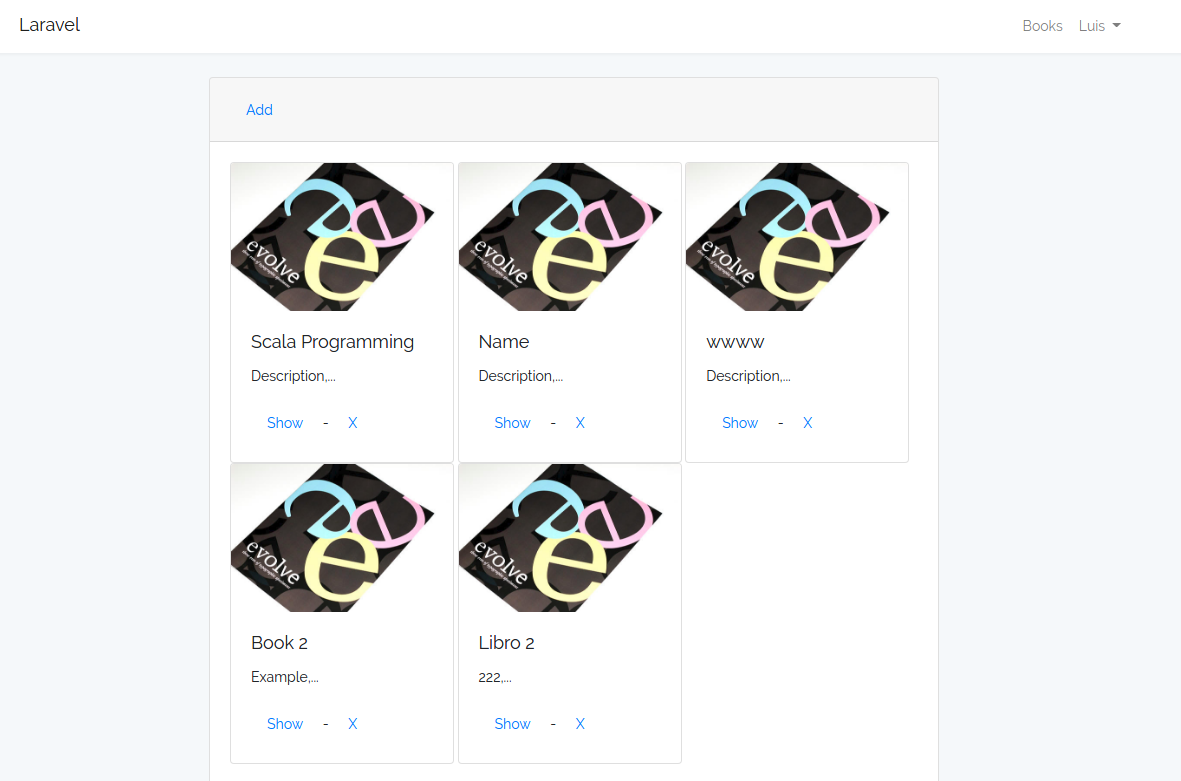 Laravel
Books Luis
Add
evolve
evolve
evolve
Scala Programming
Name
wwww
Description,...
Description,...
Description,...
Show - X
Show - X
Show - X
evolve
evolve
Book 2
Libro 2
Example,...
222,...
Show - X
Show - X